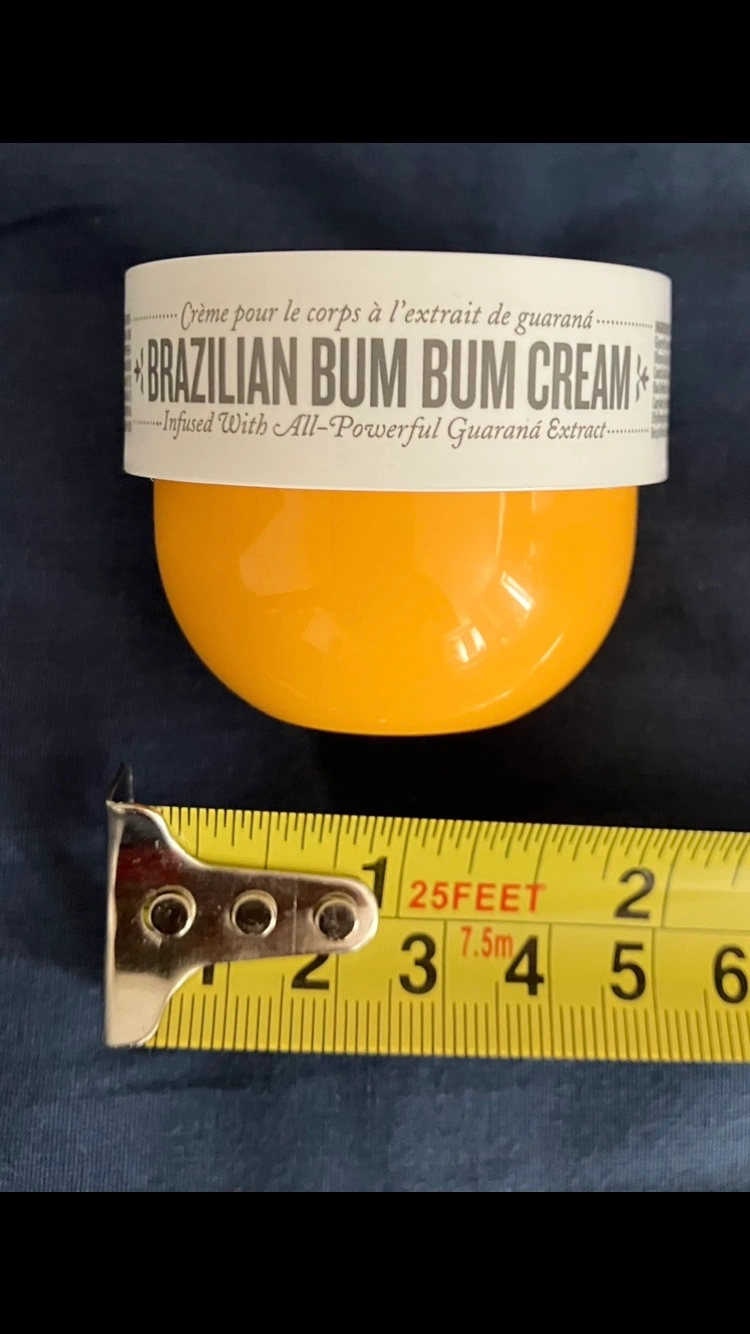 Crème pour le corps à l'extrait de guaraná
BRAZILIAN BUM BUM CREAM
Infused With All-Powerful Guaraná Extract
1 25FEET 2
1 2 3 7.5m 4 5 6